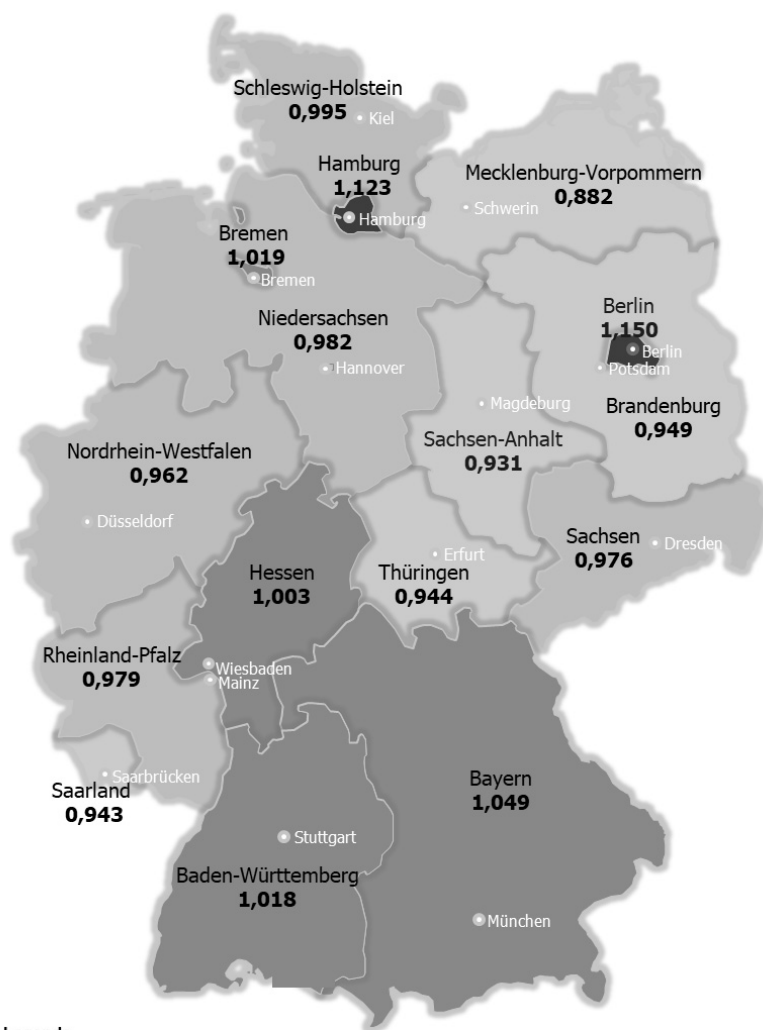 Schleswig-Holstein
0,995
Kiel
Hamburg
1,123
Hamburg
Mecklenburg-Vorpommern
0,882
Schwerin
Bremen
1,019
Bremen
Niedersachsen
0,982
Hannover
Berlin
1,150
Berlin
Potsdam
Brandenburg
0,949
Magdeburg
Sachsen-Anhalt
0,931
Nordrhein-Westfalen
0,962
Düsseldorf
Hessen
1,003
Erfurt
Thüringen
0,944
Sachsen
0,976
Dresden
Rheinland-Pfalz
0,979
Wiesbaden
Mainz
Saarbrücken
Saarland
0,943
Bayern
1,049
Stuttgart
Baden-Württemberg
1,018
München